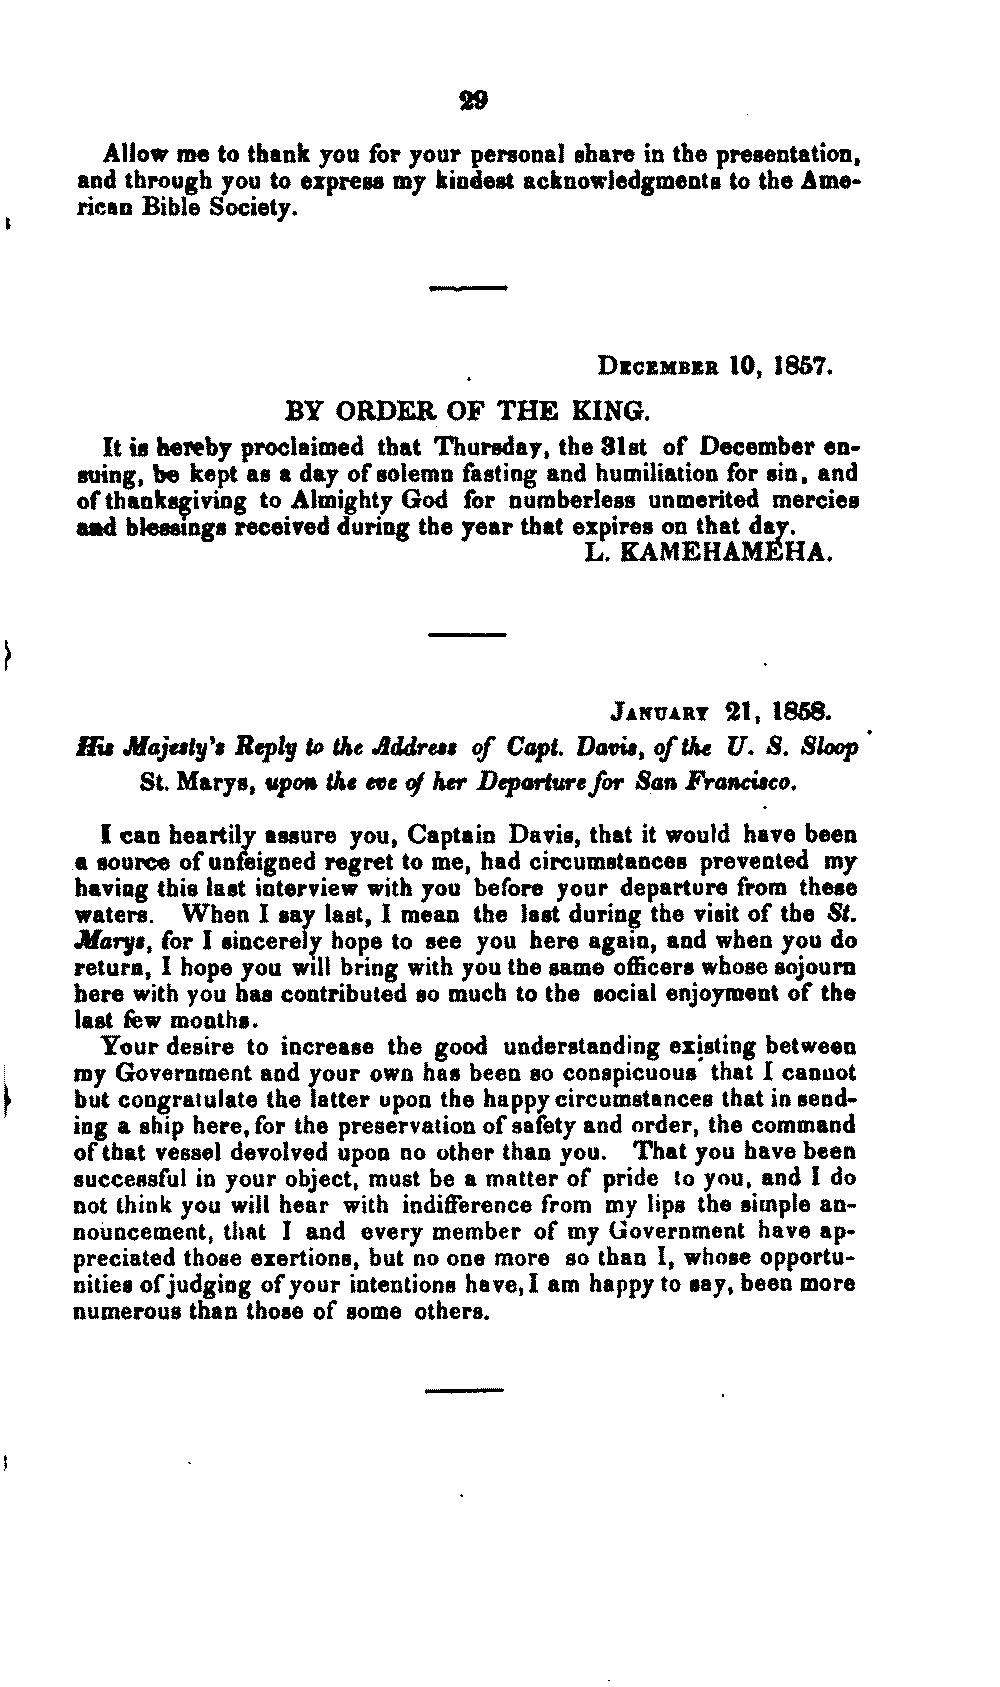 29
Allow me to thank you for your personal share in the presentation,
and through you to express my kindest acknowledgments to the Ame-
rican Bible Society.
December 10, 1857.
BY ORDER OF THE KING.
It is hereby proclaimed that Thursday, the 31st of December en-
suing, be kept as a day of solemn fasting and humiliation for sin, and
of thanksgiving to Almighty God for numberless unmerited mercies
and blessings received during the year that expires on that day.
L. KAMEHAMEHA.
January 21, 1858.
His Majesty's Reply to the Address of Capt. Davis, of the U. S. Sloop
St. Marys, upon the eve of her Departure for San Francisco.
I can heartily assure you, Captain Davis, that it would have been
a source of unfeigned regret to me, had circumstances prevented my
having this last interview with you before your departure from these
waters. When I say last, I mean the last during the visit of the St.
Marys, for I sincerely hope to see you here again, and when you do
return, I hope you will bring with you the same officers whose sojourn
here with you has contributed so much to the social enjoyment of the
last few months.
Your desire to increase the good understanding existing between
my Government and your own has been so conspicuous that I cannot
but congratulate the latter upon the happy circumstances that in send-
ing a ship here, for the preservation of safety and order, the command
of that vessel devolved upon no other than you. That you have been
successful in your object, must be a matter of pride to you, and I do
not think you will hear with indifference from my lips the simple an-
nouncement, that I and every member of my Government have ap-
preciated those exertions, but no one more so than I, whose opportu-
nities of judging of your intentions have, I am happy to say, been more
numerous than those of some others.